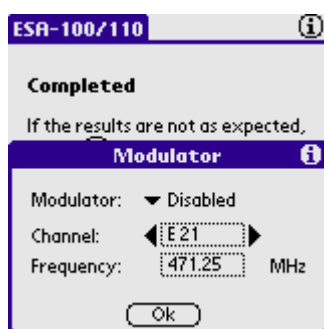 ESA-100/110
Completed
If the results are not as expected,
Modulator
Modulator: Disabled
Channel: E 21
Frequency: 471.25 MHz
Ok